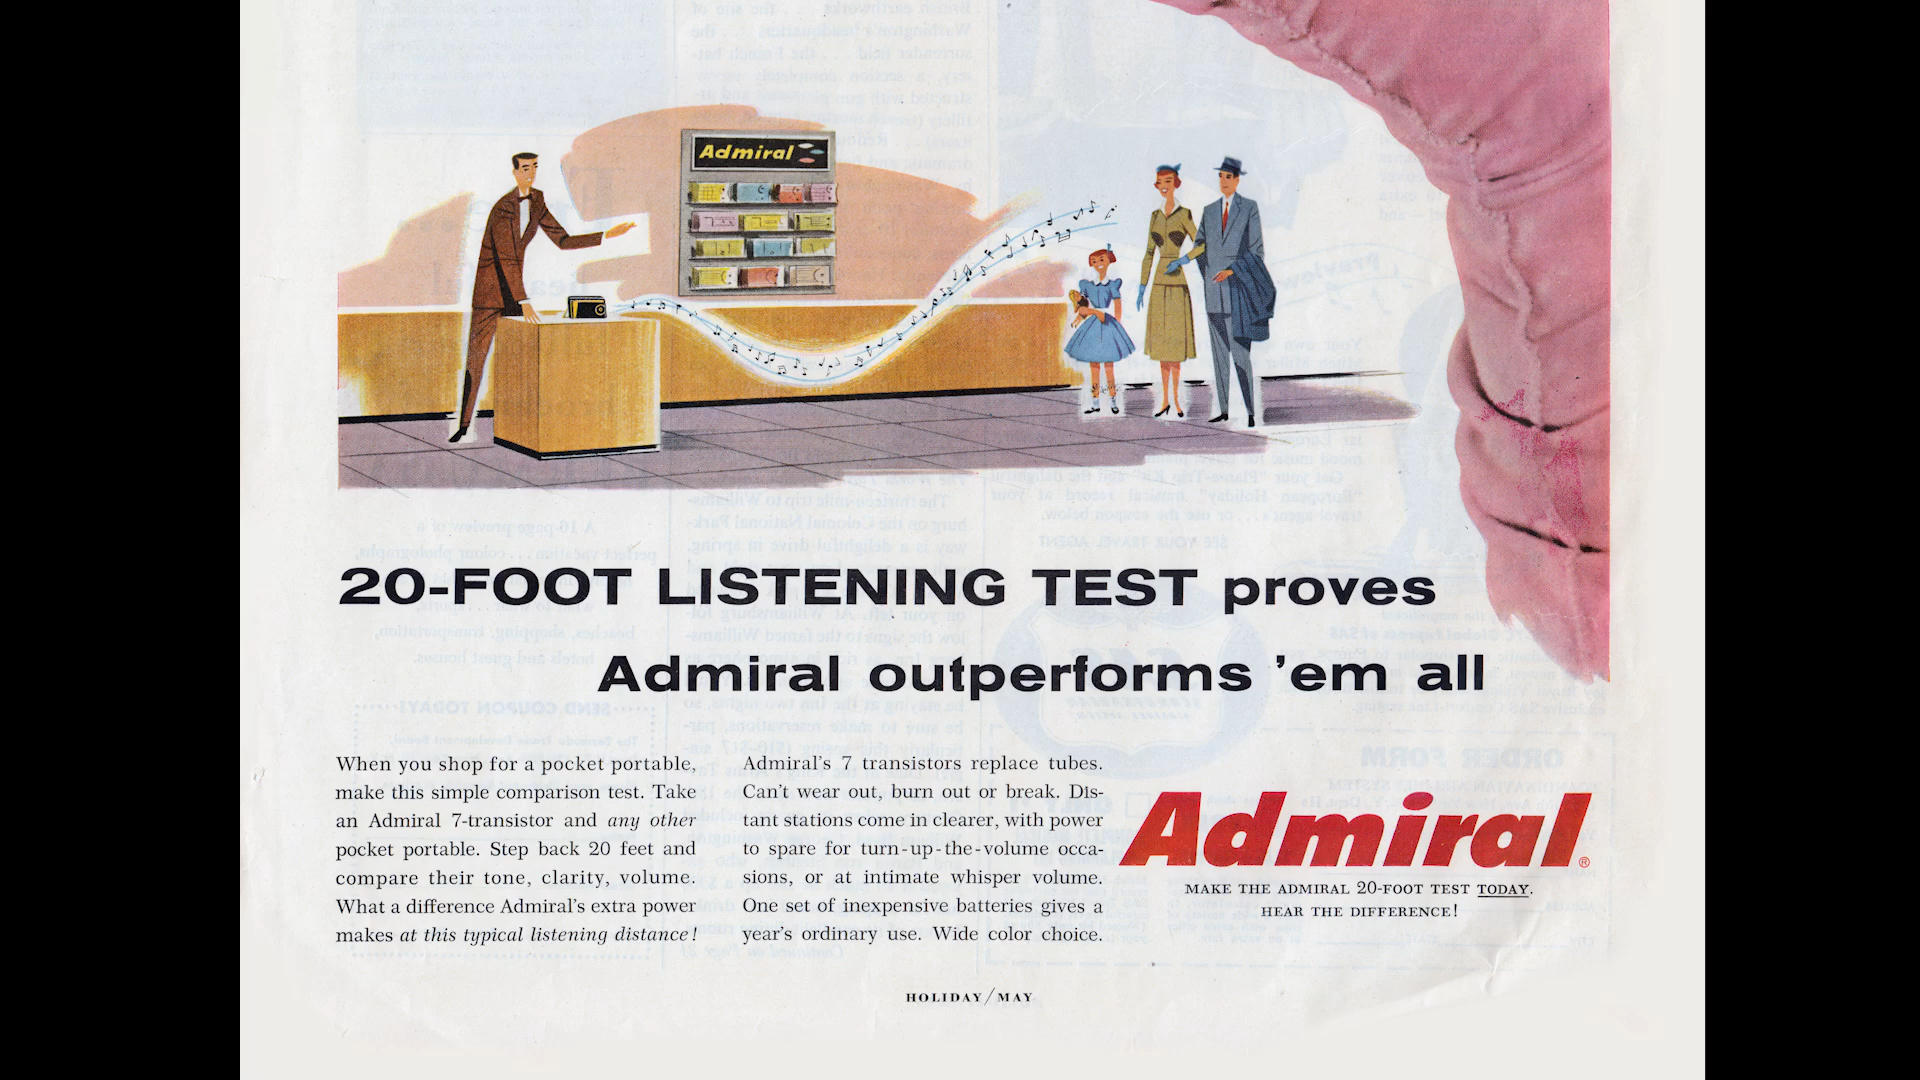 Admiral
20-FOOT LISTENING TEST proves
Admiral outperforms ’em all
When you shop for a pocket portable,
make this simple comparison test. Take
an Admiral 7-transistor and any other
pocket portable. Step back 20 feet and
compare their tone, clarity, volume.
What a difference Admiral’s extra power
makes at this typical listening distance!
Admiral’s 7 transistors replace tubes.
Can’t wear out, burn out or break. Dis-
tant stations come in clearer, with power
to spare for turn-up-the-volume occa-
sions, or at intimate whisper volume.
One set of inexpensive batteries gives a
year’s ordinary use. Wide color choice.
Admiral®
MAKE THE ADMIRAL 20-FOOT TEST TODAY.
HEAR THE DIFFERENCE!
HOLIDAY/MAY